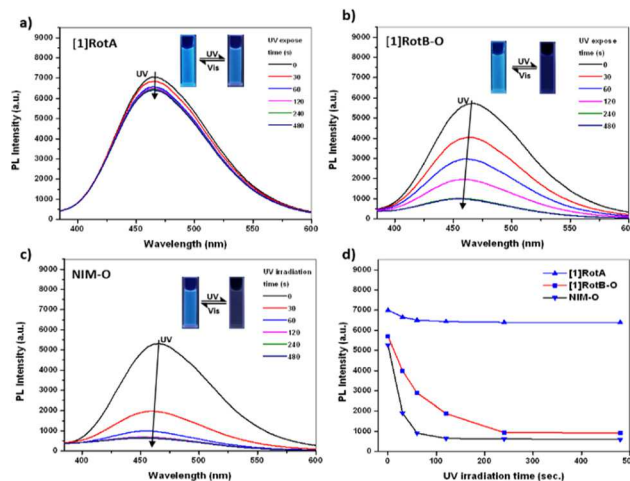 a)
[1]RotA
UV
Vis
UV expose
time (s)
0
30
60
120
240
480
UV
9000
8000
7000
6000
5000
4000
3000
2000
1000
0
400
450
500
550
600
PL Intensity (a.u.)
Wavelength (nm)
b)
[1]RotB-O
UV
Vis
UV expose
time (s)
0
30
60
120
240
480
UV
9000
8000
7000
6000
5000
4000
3000
2000
1000
0
400
450
500
550
600
PL Intensity (a.u.)
Wavelength (nm)
c)
NIM-O
UV
Vis
UV irradiation
time (s)
0
30
60
120
240
480
UV
9000
8000
7000
6000
5000
4000
3000
2000
1000
0
400
450
500
550
600
PL Intensity (a.u.)
Wavelength (nm)
d)
[1]RotA
[1]RotB-O
NIM-O
9000
8000
7000
6000
5000
4000
3000
2000
1000
0
0
100
200
300
400
500
PL Intensity (a.u.)
UV irradiation time (sec.)